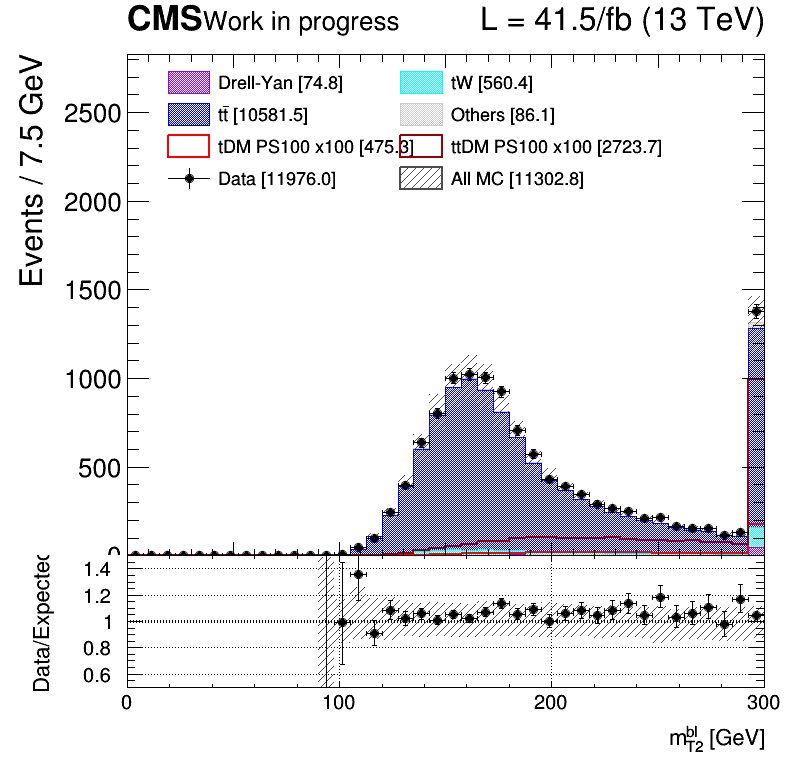 CMS Work in progress L = 41.5/fb (13 TeV)
Events / 7.5 GeV
2500
2000
1500
1000
500
0
Drell-Yan [74.8] tW [560.4]
tt̄ [10581.5] Others [86.1]
tDM PS100 x100 [475.3] ttDM PS100 x100 [2723.7]
Data [11976.0] All MC [11302.8]
Data/Expected
1.4
1.2
1
0.8
0.6
0 100 200 300
m_T2^bl [GeV]